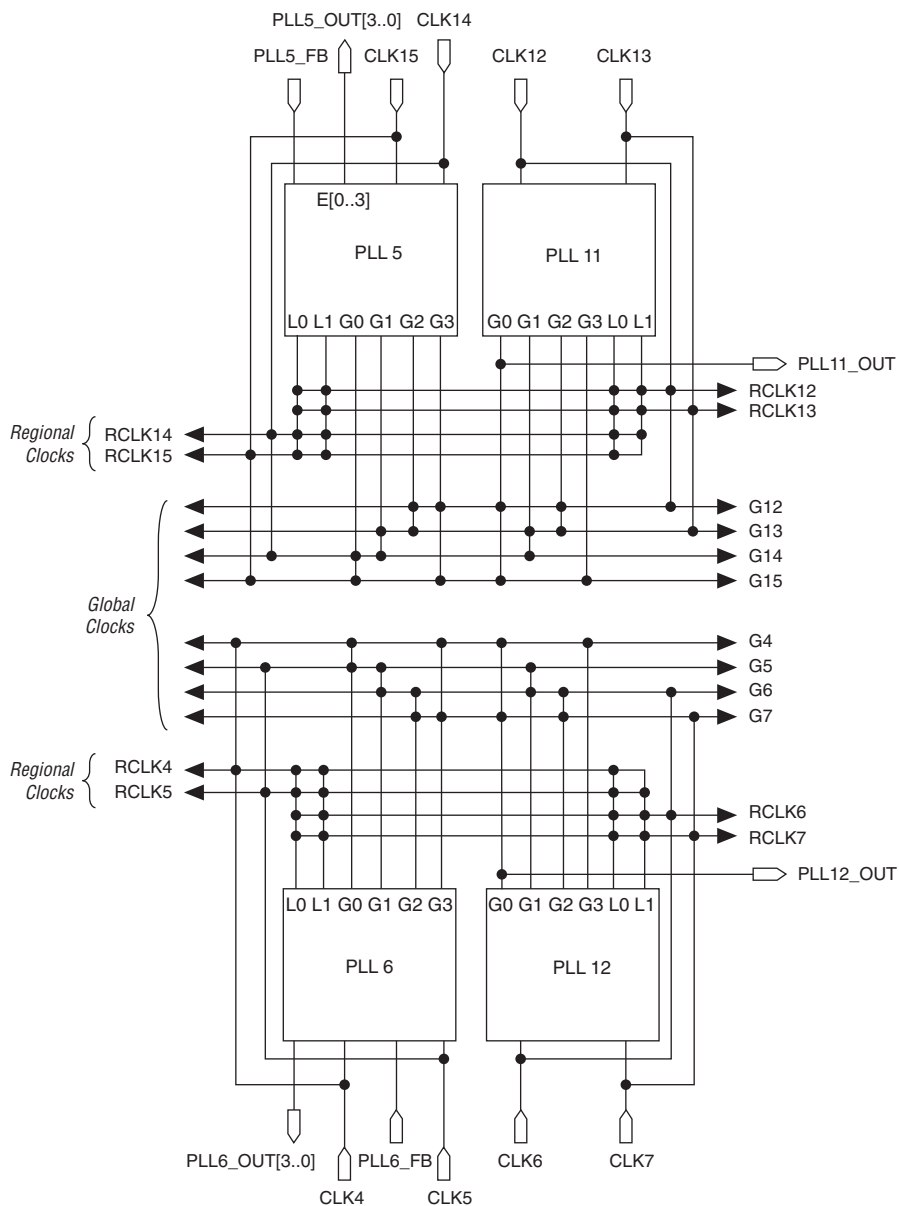 PLL5_OUT[3..0] CLK14
PLL5_FB CLK15 CLK12 CLK13
E[0..3]
PLL 5 PLL 11
L0 L1 G0 G1 G2 G3 G0 G1 G2 G3 L0 L1
PLL11_OUT
RCLK12
RCLK13
Regional
Clocks
RCLK14
RCLK15
G12
G13
G14
G15
Global
Clocks
G4
G5
G6
G7
Regional
Clocks
RCLK4
RCLK5
RCLK6
RCLK7
PLL12_OUT
L0 L1 G0 G1 G2 G3 G0 G1 G2 G3 L0 L1
PLL 6 PLL 12
PLL6_OUT[3..0] PLL6_FB CLK6 CLK7
CLK4 CLK5